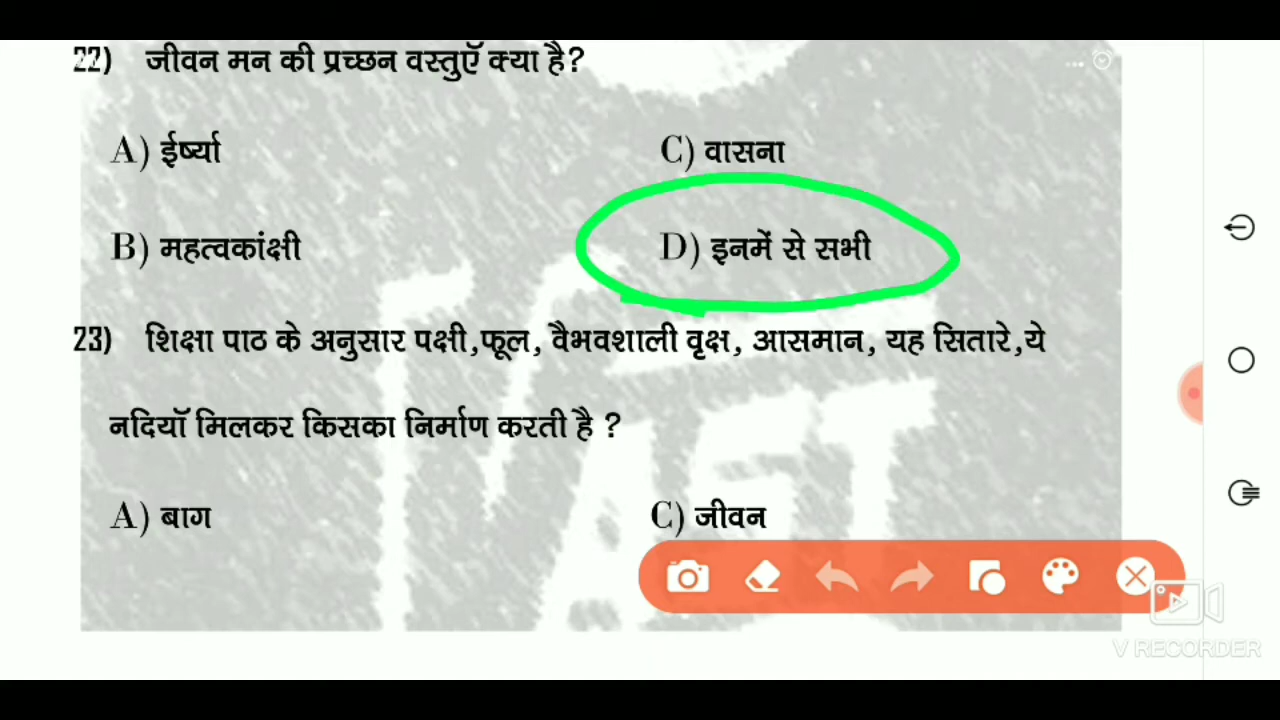 22) जीवन मन की प्रच्छन वस्तुएँ क्या है?
A) ईर्ष्या
C) वासना
B) महत्वकांक्षी
D) इनमें से सभी
23) शिक्षा पाठ के अनुसार पक्षी,फूल, वैभवशाली वृक्ष, आसमान, यह सितारे,ये
नदियाँ मिलकर किसका निर्माण करती है ?
A) बाग
C) जीवन
V RECORDER